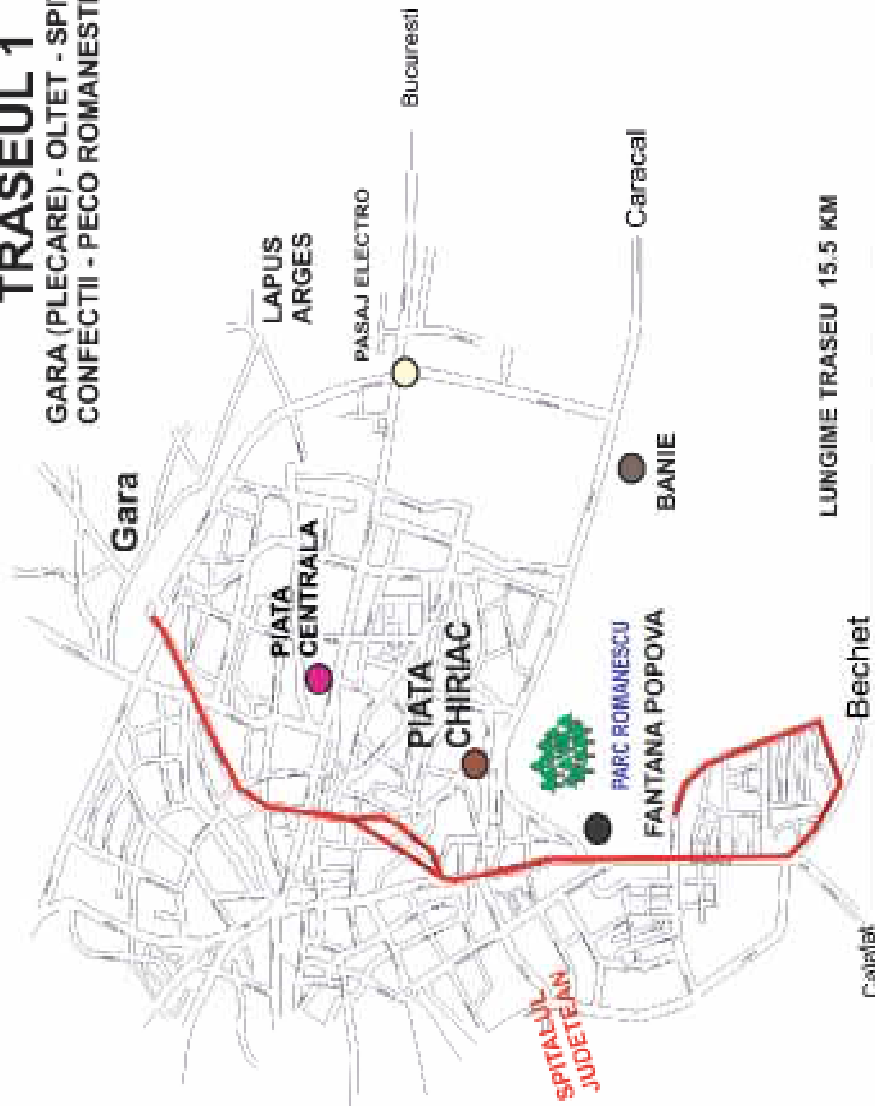 TRASEUL 1
GARA (PLECARE) - OLTET -
CONFECTII - PECO ROMANESTI
Gara
LAPUS
ARGES
PASAJ ELECTRO
Bucuresti
PIATA
CENTRALA
PIATA
CHIRIAC
Caracal
BANIE
PARC ROMANESCU
FANTANA POPOVA
SPITALUL
JUDETEAN
Bechet
Calafat
LUNGIME TRASEU 15.5 KM